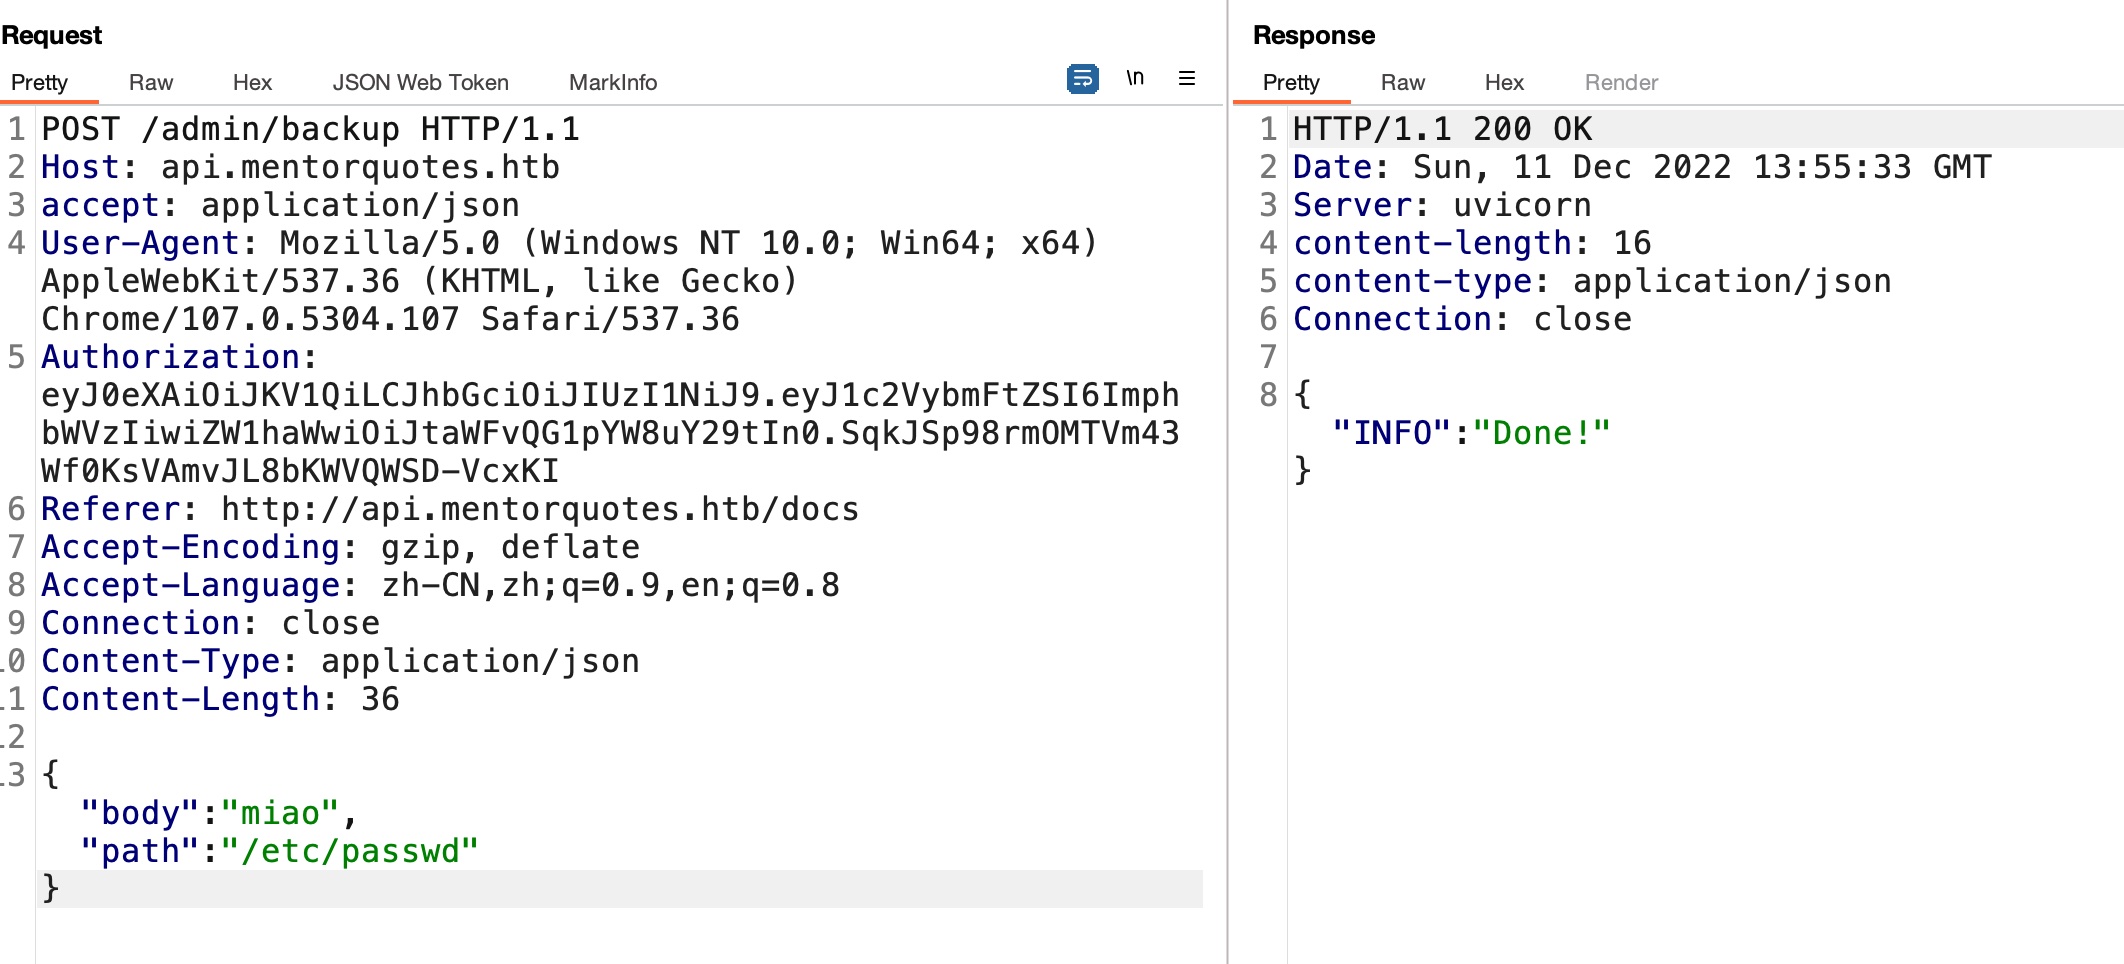 Request
Pretty Raw Hex JSON Web Token MarkInfo \n
1 POST /admin/backup HTTP/1.1
2 Host: api.mentorquotes.htb
3 accept: application/json
4 User-Agent: Mozilla/5.0 (Windows NT 10.0; Win64; x64)
AppleWebKit/537.36 (KHTML, like Gecko)
Chrome/107.0.5304.107 Safari/537.36
5 Authorization:
eyJ0eXAiOiJKV1QiLCJhbGciOiJIUzI1NiJ9.eyJ1c2VybmFtZSI6Imph
bWVzIiwiZW1haWwiOiJtaWFvQG1pYW8uY29tIn0.SqkJSp98rmOMTVm43
Wf0KsVAmvJL8bKWVQWSD-VcxKI
6 Referer: http://api.mentorquotes.htb/docs
7 Accept-Encoding: gzip, deflate
8 Accept-Language: zh-CN,zh;q=0.9,en;q=0.8
9 Connection: close
10 Content-Type: application/json
11 Content-Length: 36
12
13 {
"body":"miao",
"path":"/etc/passwd"
}
Response
Pretty Raw Hex Render
1 HTTP/1.1 200 OK
2 Date: Sun, 11 Dec 2022 13:55:33 GMT
3 Server: uvicorn
4 content-length: 16
5 content-type: application/json
6 Connection: close
7
8 {
"INFO":"Done!"
}